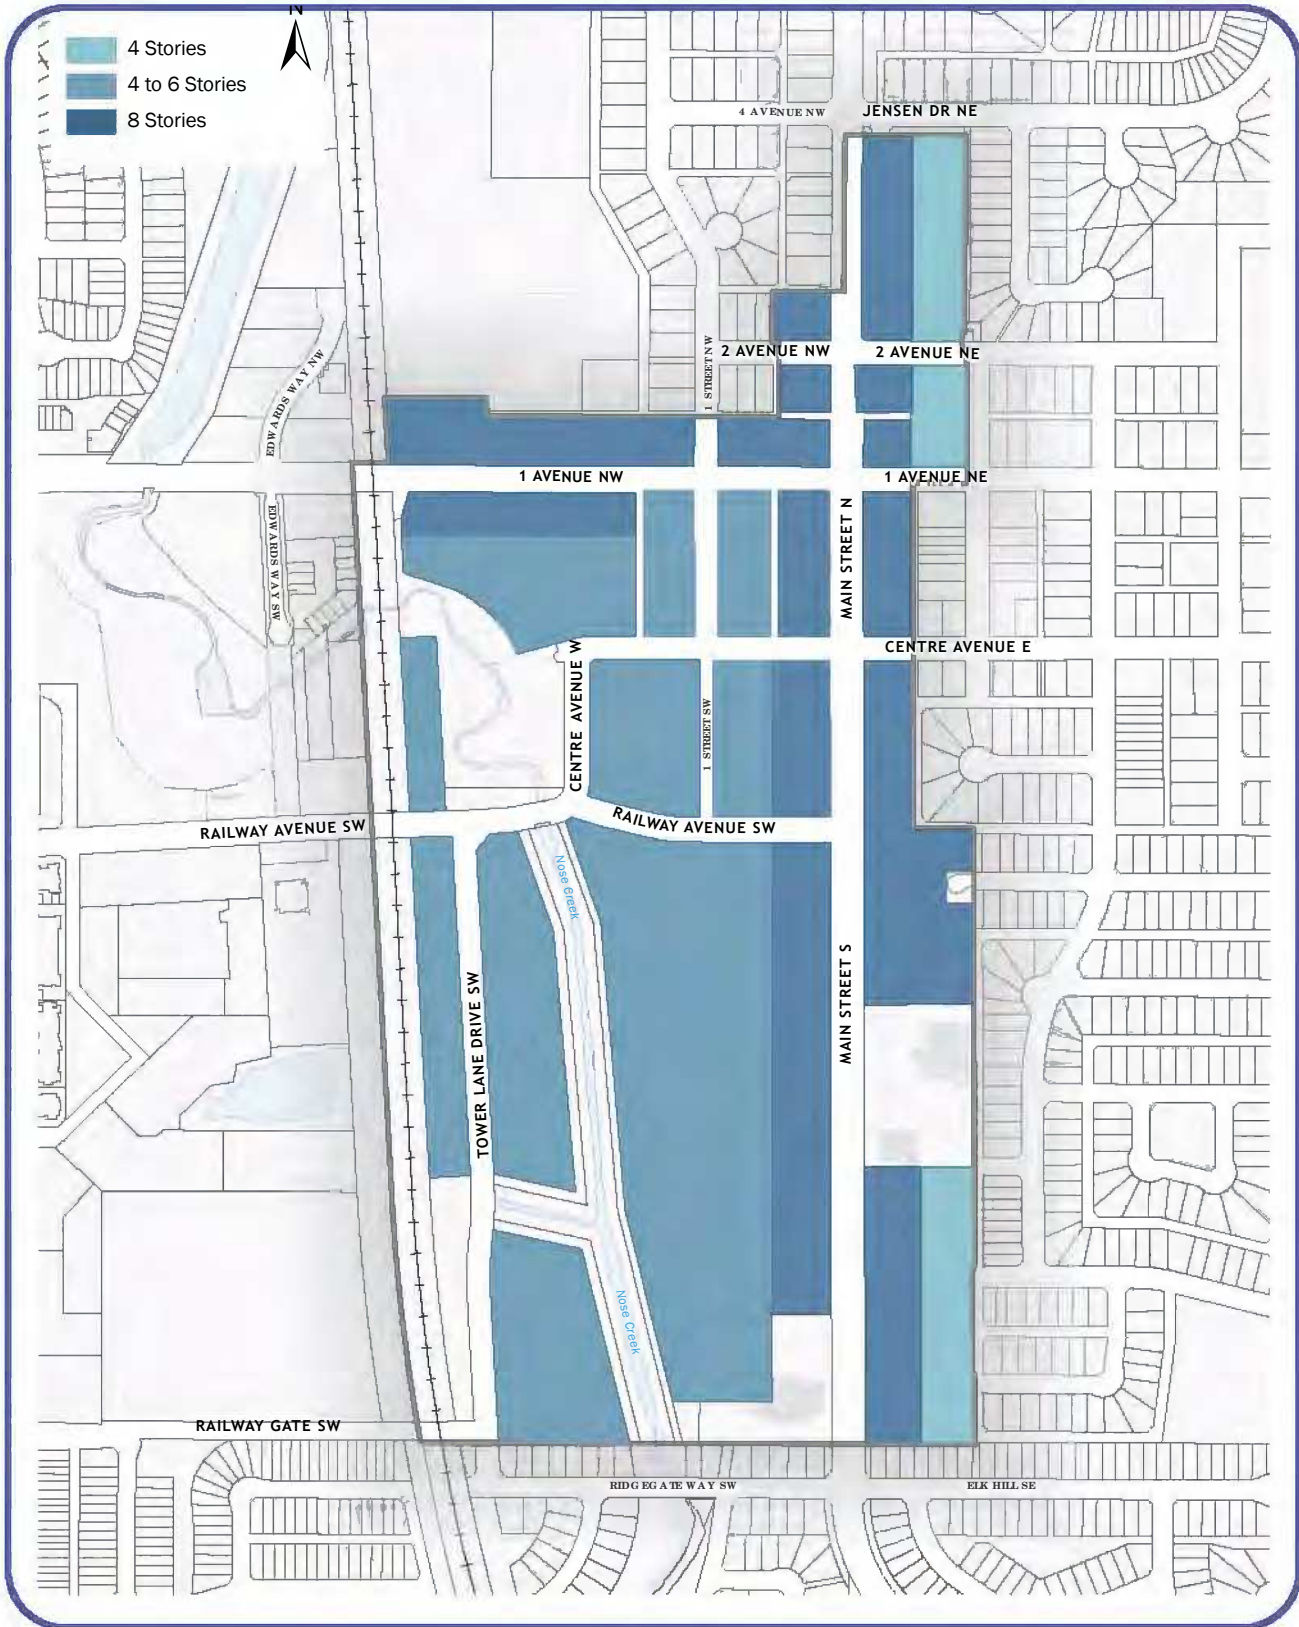 N
4 Stories
4 to 6 Stories
8 Stories
4 AVENUE NW
JENSEN DR NE
2 AVENUE NW
2 AVENUE NE
1 STREET NW
EDWARDS WAY NW
1 AVENUE NW
1 AVENUE NE
EDWARDS WAY SW
MAIN STREET N
CENTRE AVENUE E
CENTRE AVENUE W
1 STREET SW
RAILWAY AVENUE SW
RAILWAY AVENUE SW
Nose Creek
MAIN STREET S
TOWER LANE DRIVE SW
Nose Creek
RAILWAY GATE SW
RIDGEGATE WAY SW
ELK HILL SE